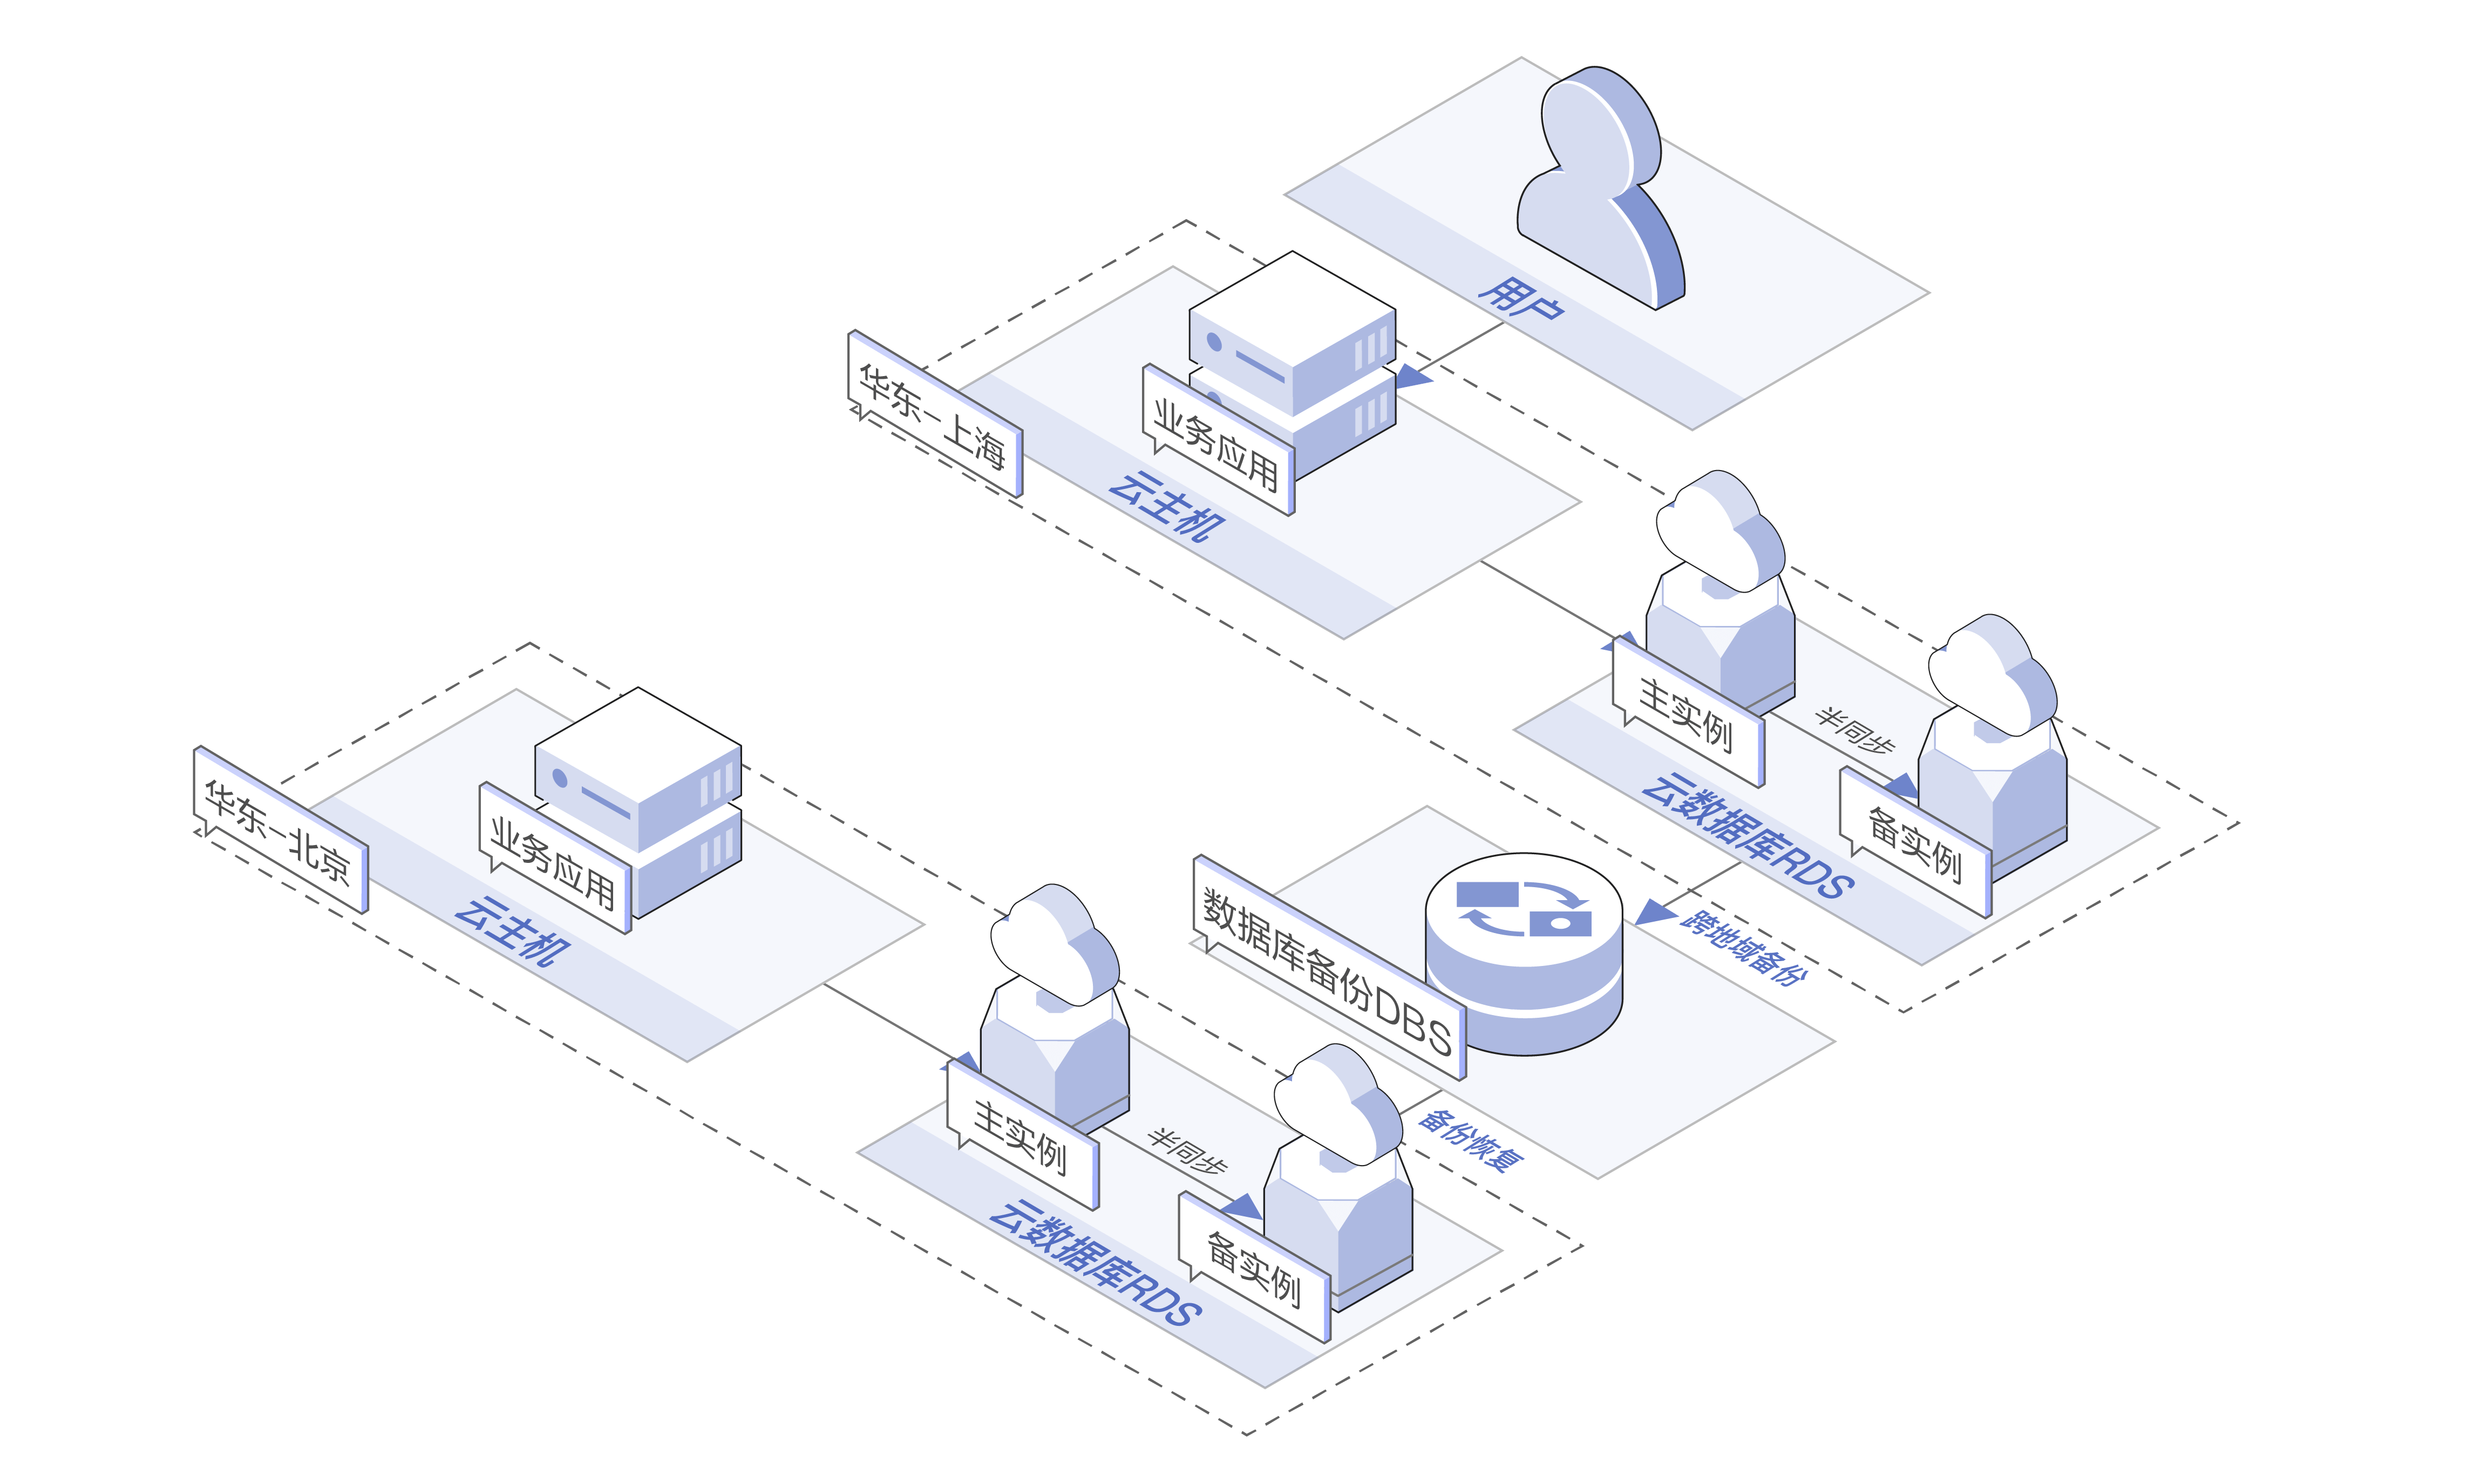 用户
华东-上海
业务应用
云主机
主实例
半同步
备实例
云数据库RDS
跨地域备份
数据库备份DBS
备份恢复
华东-北京
业务应用
云主机
主实例
半同步
备实例
云数据库RDS